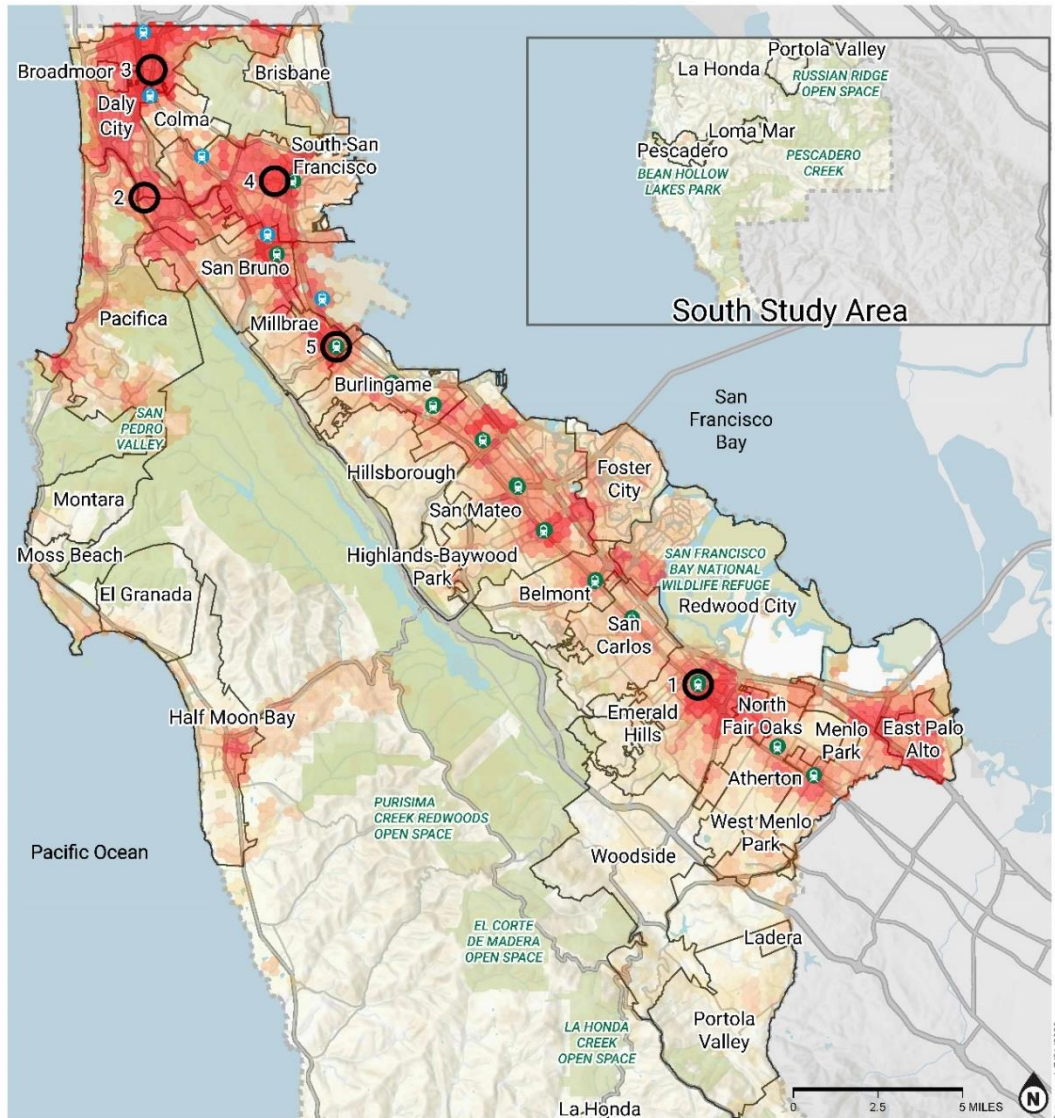 Broadmoor
3
Brisbane
Daly
City
Colma
South-San
Francisco
4
2
San Bruno
Pacifica
Millbrae
5
Burlingame
SAN
PEDRO
VALLEY
Hillsborough
Foster
City
San
Francisco
Bay
Montara
San Mateo
Moss Beach
Highlands-Baywood
Park
SAN FRANCISCO
BAY NATIONAL
WILDLIFE REFUGE
El Granada
Belmont
Redwood City
San
Carlos
1
Half Moon Bay
Emerald
Hills
North
Fair Oaks
Menlo
Park
East Palo
Alto
Atherton
PURISIMA
CREEK REDWOODS
OPEN SPACE
West Menlo
Park
Pacific Ocean
Woodside
EL CORTE
DE MADERA
OPEN SPACE
Ladera
LA HONDA
CREEK
OPEN SPACE
Portola
Valley
La Honda
Portola Valley
La Honda
RUSSIAN RIDGE
OPEN SPACE
Loma Mar
Pescadero
BEAN HOLLOW
LAKES PARK
PESCADERO
CREEK
South Study Area
0 2.5 5 MILES
N